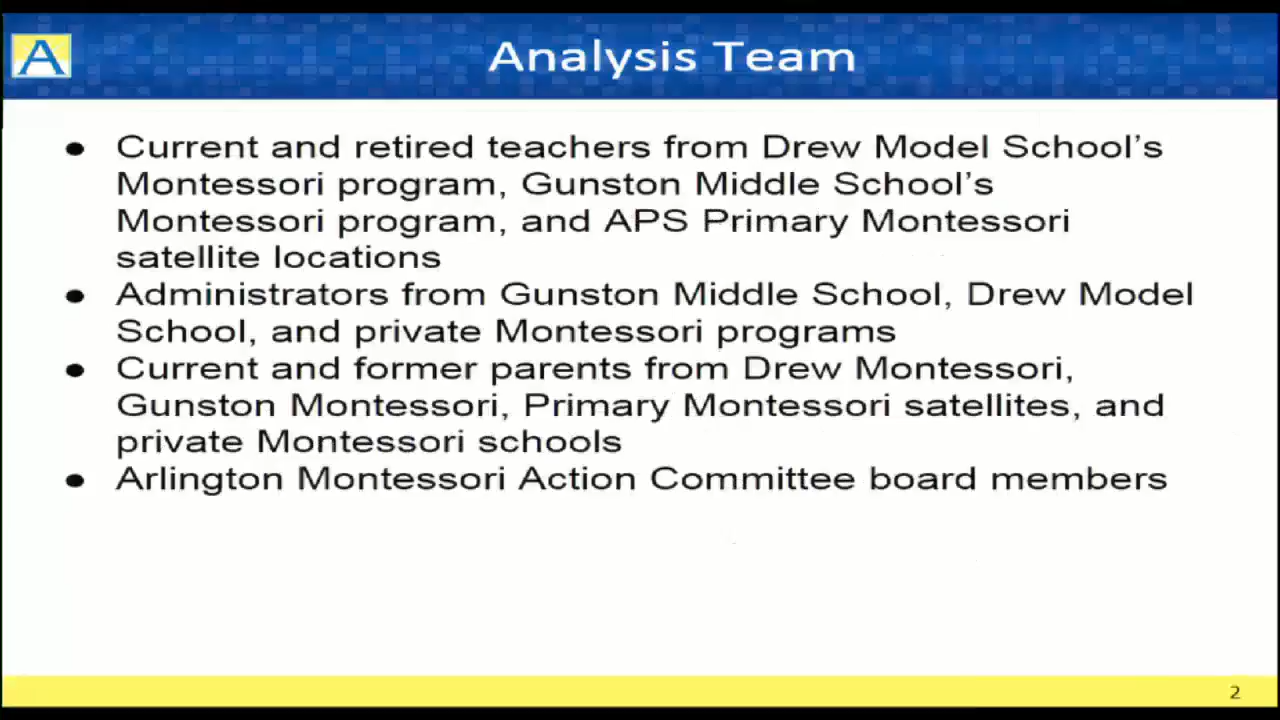 A
Analysis Team
● Current and retired teachers from Drew Model School’s
Montessori program, Gunston Middle School’s
Montessori program, and APS Primary Montessori
satellite locations
● Administrators from Gunston Middle School, Drew Model
School, and private Montessori programs
● Current and former parents from Drew Montessori,
Gunston Montessori, Primary Montessori satellites, and
private Montessori schools
● Arlington Montessori Action Committee board members
2